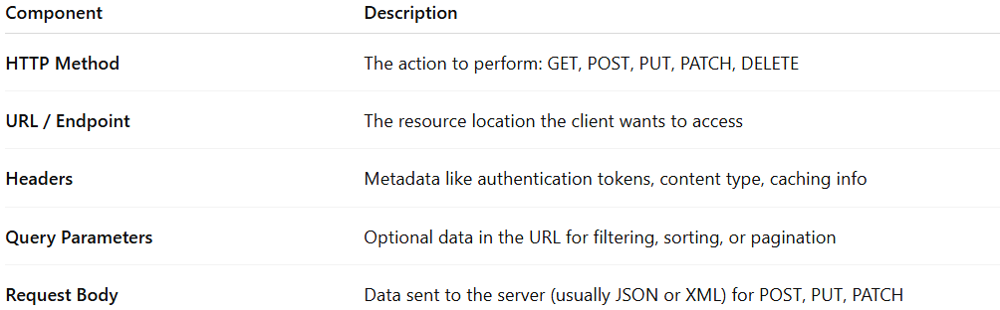 Component Description
HTTP Method The action to perform: GET, POST, PUT, PATCH, DELETE
URL / Endpoint The resource location the client wants to access
Headers Metadata like authentication tokens, content type, caching info
Query Parameters Optional data in the URL for filtering, sorting, or pagination
Request Body Data sent to the server (usually JSON or XML) for POST, PUT, PATCH